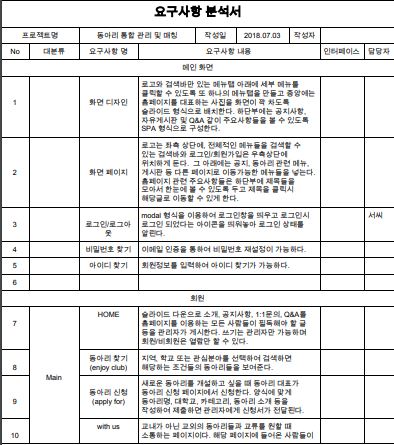 요구사항 분석서
프로젝트명 동아리 통합 관리 및 매칭 작성일 2018.07.03 작성자
No 대분류 요구사항 명 요구사항 내용 인터페이스 담당자
메인 화면
1 화면 디자인 로고와 검색바만 있는 메뉴탭 아래에 세부 메뉴를
클릭할 수 있도록 또 하나의 메뉴탭을 만들고 중앙에는
홈페이지를 대표하는 사진을 화면이 꽉 차도록
슬라이드 형식으로 배치한다. 하단부에는 공지사항,
자유게시판 및 Q&A 같이 주요사항들을 볼 수 있도록
SPA 형식으로 구성한다.
2 화면 페이지 로고는 좌측 상단에, 전체적인 메뉴들을 검색할 수
있는 검색바와 로그인/회원가입은 우측상단에
위치하게 둔다. 그 아래에는 공지, 동아리 관련 메뉴,
게시판 등 다른 페이지로 이동가능한 메뉴들을 넣는다.
홈페이지 관련 주요사항들은 하단부에 제목들을
모아서 한눈에 볼 수 있도록 두고 제목을 클릭시
해당글로 이동할 수 있게 한다.
3 로그인/로그아웃 modal 형식을 이용하여 로그인창을 띄우고 로그인시
로그인 되었다는 아이콘을 띄워놓아 로그인 상태를
알린다. 서씨
4 비밀번호 찾기 이메일 인증을 통하여 비밀번호 재설정이 가능하다.
5 아이디 찾기 회원정보를 입력하여 아이디 찾기가 가능하다.
6
회원
7 Main HOME 슬라이드 다운으로 소개, 공지사항, 1:1문의, Q&A를
홈페이지를 이용하는 모든 사람들이 필독해야 할 글
등을 관리자가 게시한다. 쓰기는 관리자만 가능하며
회원/비회원은 열람만 할 수 있다.
8 동아리 찾기
(enjoy club) 지역, 학교 또는 관심분야를 선택하여 검색하면
해당하는 조건들의 동아리들을 보여준다.
9 동아리 신청
(apply for) 새로운 동아리를 개설하고 싶을 때 동아리 대표가
동아리 신청 페이지에서 신청한다. 양식에 맞게
동아리명, 대학교, 카테고리, 동아리 소개 등을
작성하여 제출하면 관리자에게 신청서가 전달된다.
10 with us 교내가 아닌 교외의 동아리들과 교류를 원할 때
소통하는 페이지이다. 해당 페이지에 들어온 사람들이